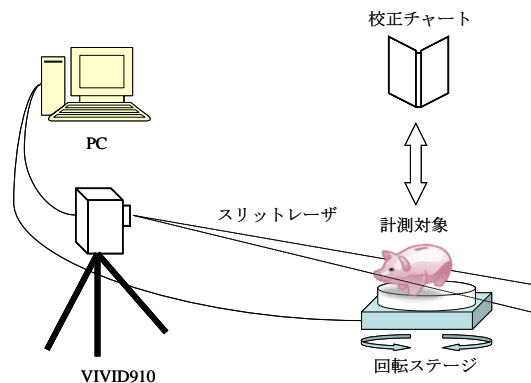 校正チャート
PC
スリットレーザ
計測対象
回転ステージ
VIVID910